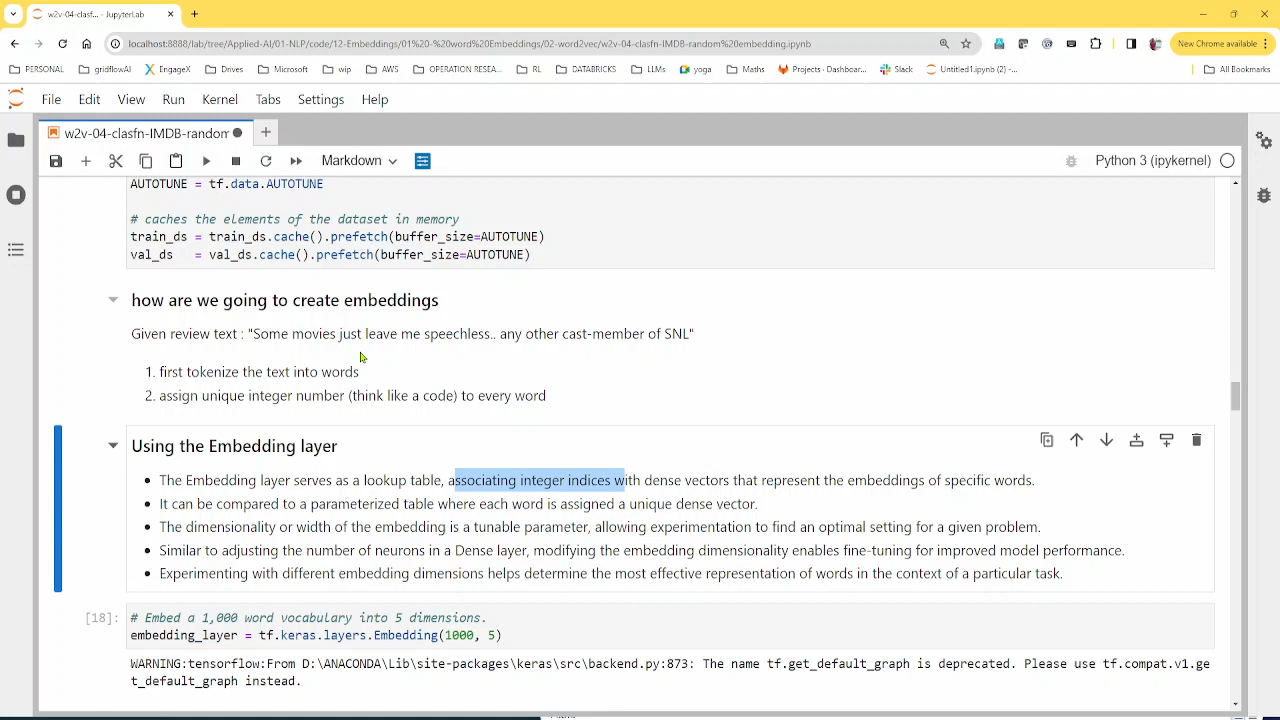 w2v-04-clasf... - JupyterLab
localhost:8888/lab/tree/Applied-AI/01-NLP/code/12.Embeddings/01%20-%20word%20Embeddings/02-word2vec/w2v-04-clasfn-IMDB-random%20embedding.ipynb
New Chrome available
PERSONAL gridflowAI EngageX Drives Microsoft wip AWS OPERATION RESEA... RL DATABRICKS LLMs yoga Maths Projects · Dashboar... Slack Untitled1.ipynb (2) -... All Bookmarks
File Edit View Run Kernel Tabs Settings Help
w2v-04-clasfn-IMDB-random
Markdown Python 3 (ipykernel)
AUTOTUNE = tf.data.AUTOTUNE
# caches the elements of the dataset in memory
train_ds = train_ds.cache().prefetch(buffer_size=AUTOTUNE)
val_ds = val_ds.cache().prefetch(buffer_size=AUTOTUNE)
how are we going to create embeddings
Given review text : "Some movies just leave me speechless.. any other cast-member of SNL"
1. first tokenize the text into words
2. assign unique integer number (think like a code) to every word
Using the Embedding layer
• The Embedding layer serves as a lookup table, associating integer indices with dense vectors that represent the embeddings of specific words.
• It can be compared to a parameterized table where each word is assigned a unique dense vector.
• The dimensionality or width of the embedding is a tunable parameter, allowing experimentation to find an optimal setting for a given problem.
• Similar to adjusting the number of neurons in a Dense layer, modifying the embedding dimensionality enables fine-tuning for improved model performance.
• Experimenting with different embedding dimensions helps determine the most effective representation of words in the context of a particular task.
[18]: # Embed a 1,000 word vocabulary into 5 dimensions.
embedding_layer = tf.keras.layers.Embedding(1000, 5)
WARNING:tensorflow:From D:\ANACONDA\Lib\site-packages\keras\src\backend.py:873: The name tf.get_default_graph is deprecated. Please use tf.compat.v1.ge
t_default_graph instead.